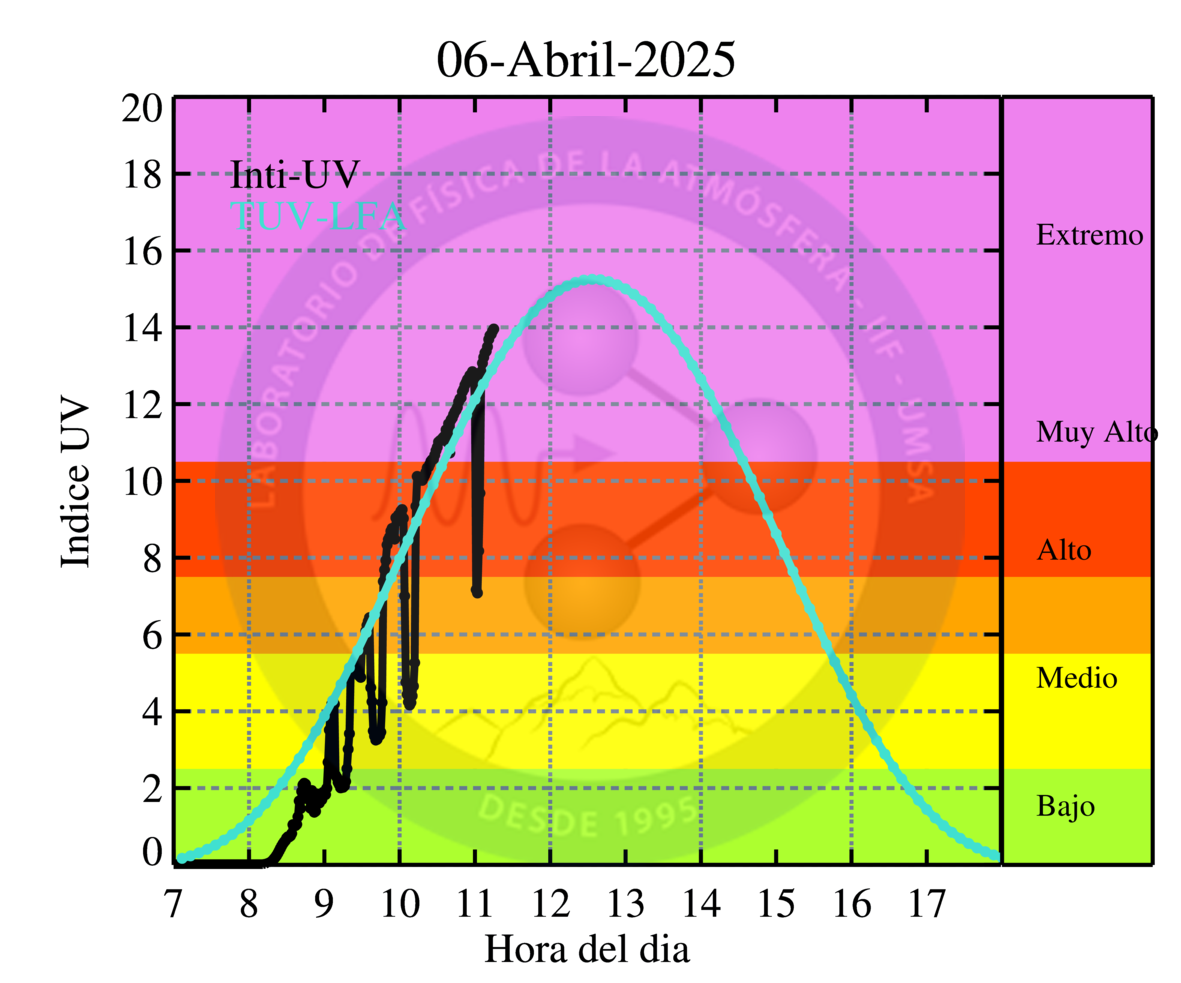 06-Abril-2025
Inti-UV
TUV-LFA
LABORATORIO DE FÍSICA DE LA ATMÓSFERA - IIF - UMSA
DESDE 1995
Indice UV
20
18
16
14
12
10
8
6
4
2
0
Extremo
Muy Alto
Alto
Medio
Bajo
7 8 9 10 11 12 13 14 15 16 17
Hora del dia